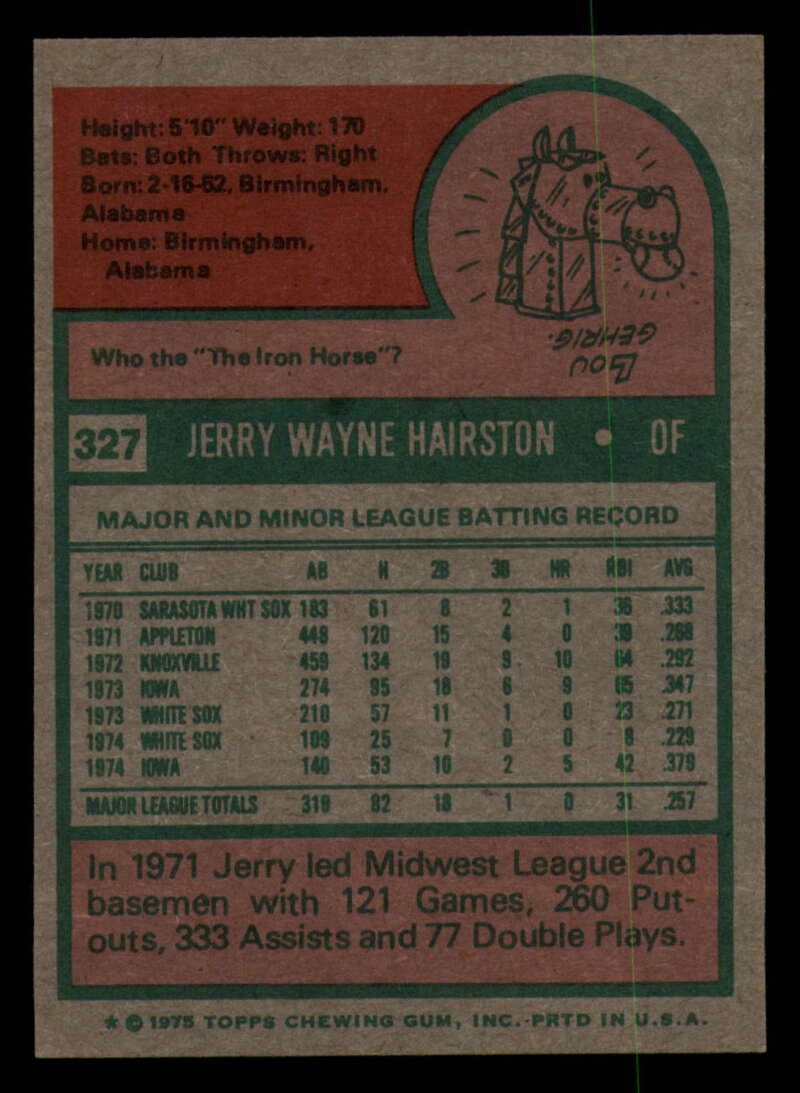 Height: 5'10" Weight: 170
Bats: Both Throws: Right
Born: 2-16-52, Birmingham,
Alabama
Home: Birmingham,
Alabama
Who the "The Iron Horse"?
LOU
GEHRIG.
327 JERRY WAYNE HAIRSTON • OF
MAJOR AND MINOR LEAGUE BATTING RECORD
YEAR CLUB AB H 2B 3B HR RBI AVG
1970 SARASOTA WHT SOX 183 61 8 2 1 36 .333
1971 APPLETON 449 120 15 4 0 39 .268
1972 KNOXVILLE 459 134 19 9 10 64 .292
1973 IOWA 274 95 18 6 9 65 .347
1973 WHITE SOX 210 57 11 1 0 23 .271
1974 WHITE SOX 109 25 7 0 0 8 .229
1974 IOWA 140 53 10 2 5 42 .379
MAJOR LEAGUE TOTALS 319 82 18 1 0 31 .257
In 1971 Jerry led Midwest League 2nd
basemen with 121 Games, 260 Put-
outs, 333 Assists and 77 Double Plays.
* © 1975 TOPPS CHEWING GUM, INC.-PRTD IN U.S.A.